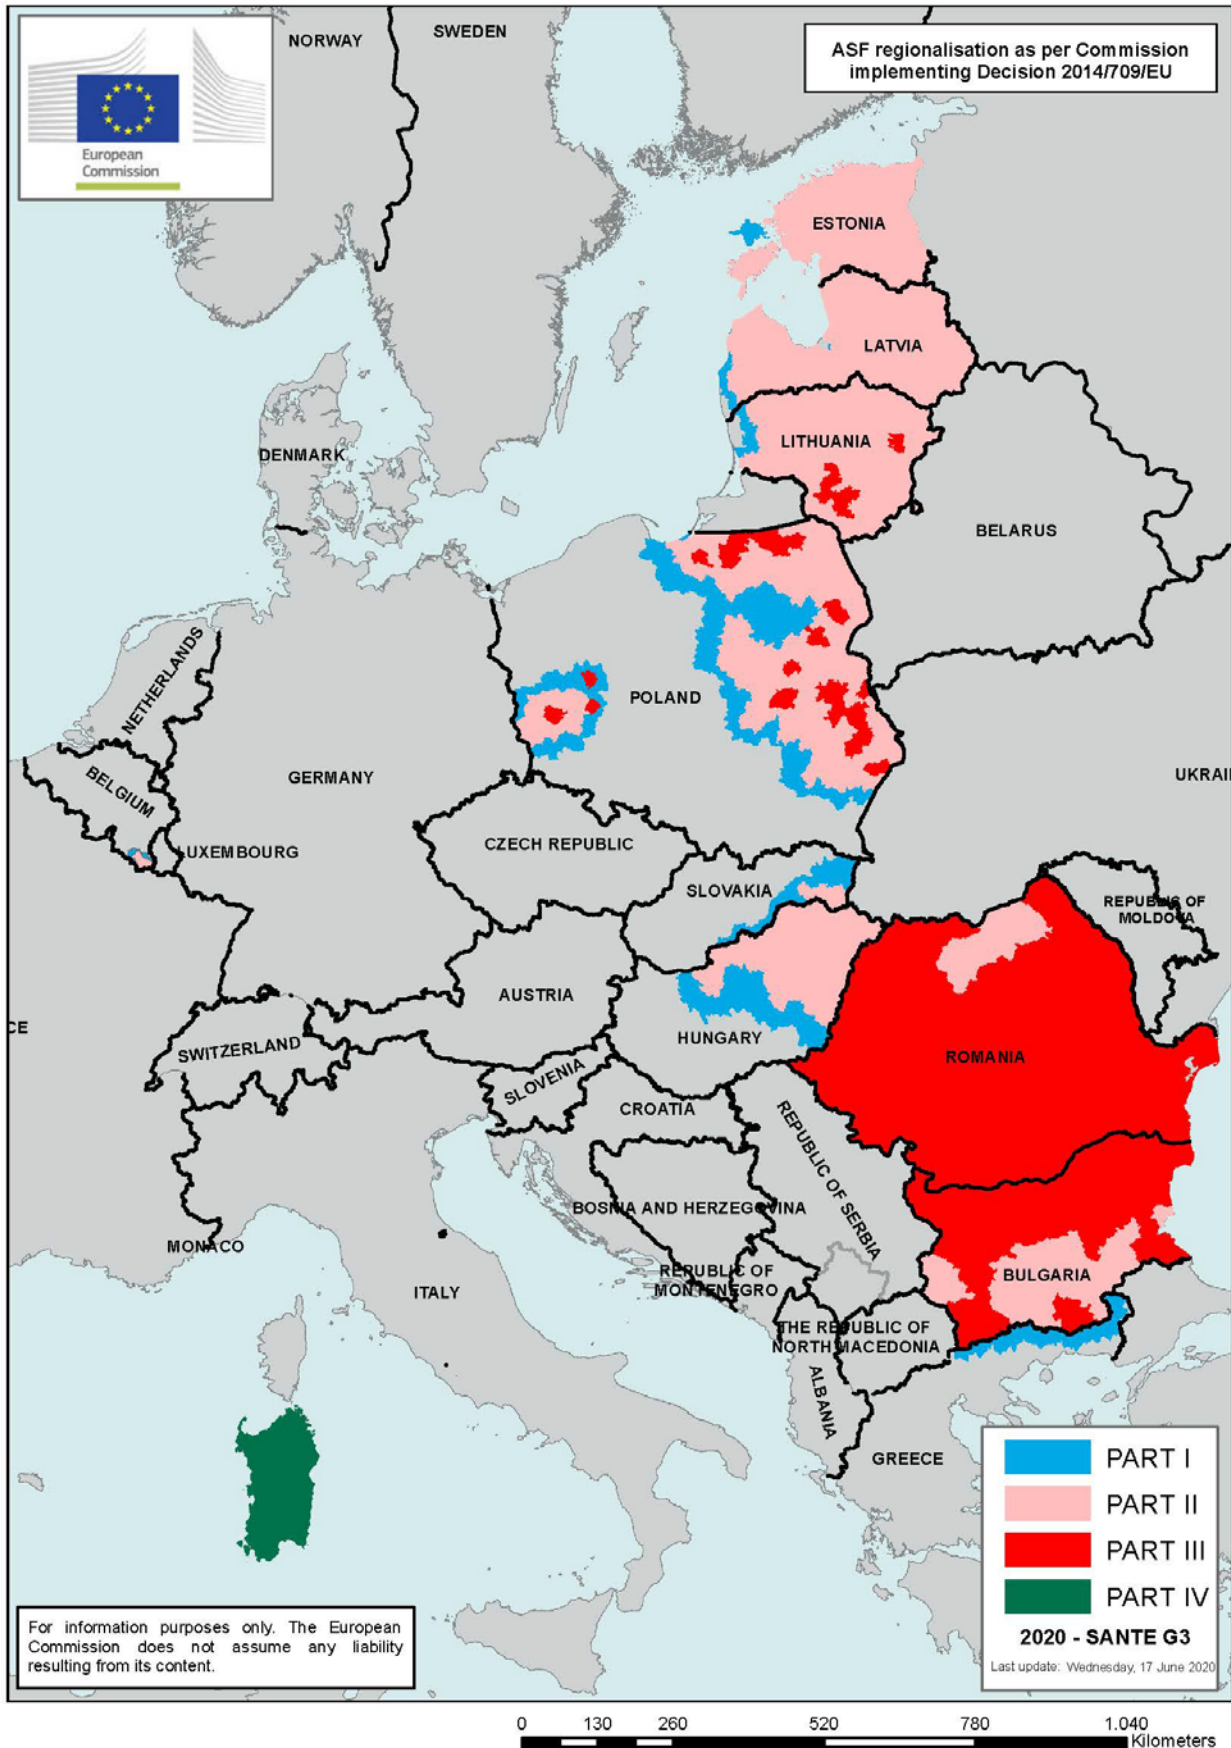 European
Commission
ASF regionalisation as per Commission
implementing Decision 2014/709/EU
NORWAY
SWEDEN
ESTONIA
LATVIA
LITHUANIA
DENMARK
BELARUS
NETHERLANDS
POLAND
BELGIUM
GERMANY
UKRAI
UXEMBOURG
CZECH REPUBLIC
SLOVAKIA
REPUBLIC OF
MOLDOVA
AUSTRIA
CE
SWITZERLAND
HUNGARY
ROMANIA
SLOVENIA
CROATIA
REPUBLIC OF SERBIA
BOSNIA AND HERZEGOVINA
MONACO
ITALY
REPUBLIC OF
MONTENEGRO
BULGARIA
THE REPUBLIC OF
NORTH MACEDONIA
ALBANIA
GREECE
PART I
PART II
PART III
PART IV
2020 - SANTE G3
Last update: Wednesday, 17 June 2020
For information purposes only. The European
Commission does not assume any liability
resulting from its content.
0 130 260 520 780 1.040
Kilometers